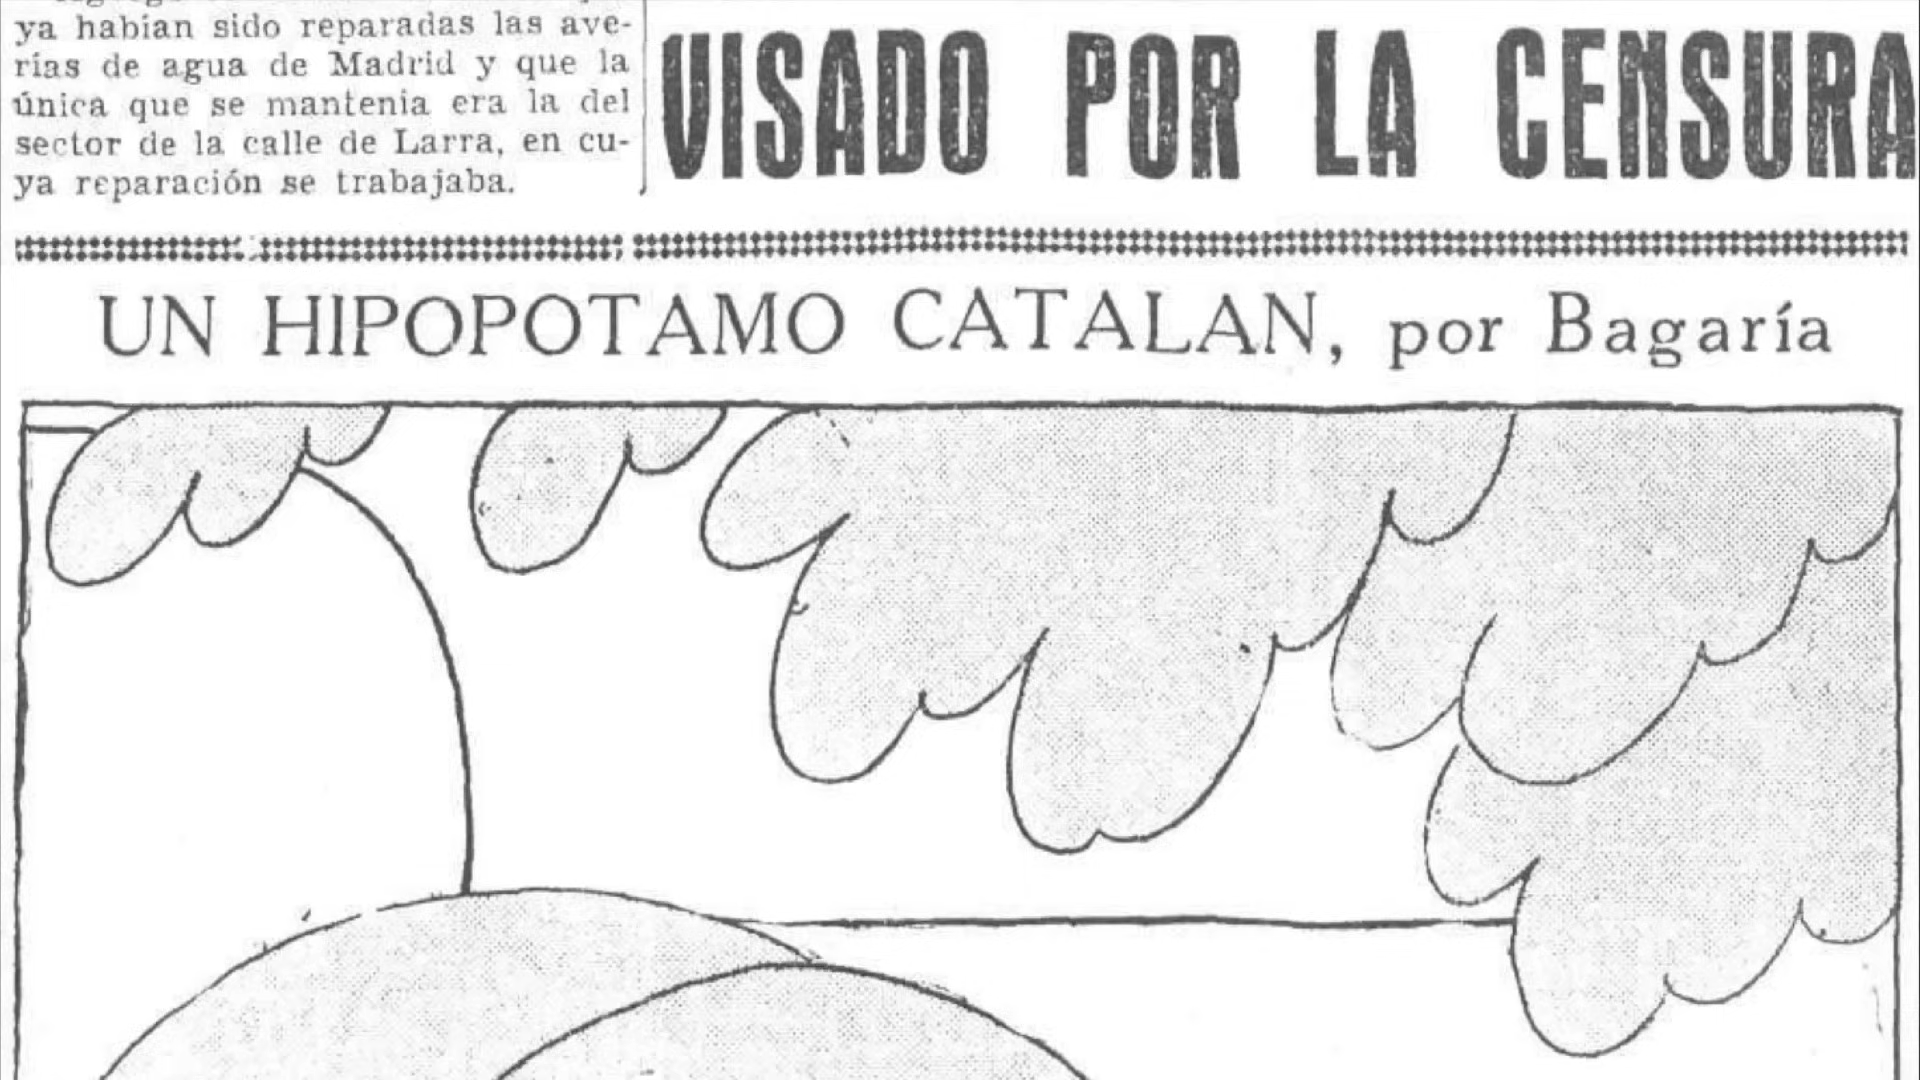 ya habían sido reparadas las ave-
rías de agua de Madrid y que la
única que se mantenia era la del
sector de la calle de Larra, en cu-
ya reparación se trabajaba.
VISADO POR LA CENSURA
UN HIPOPOTAMO CATALAN, por Bagaría